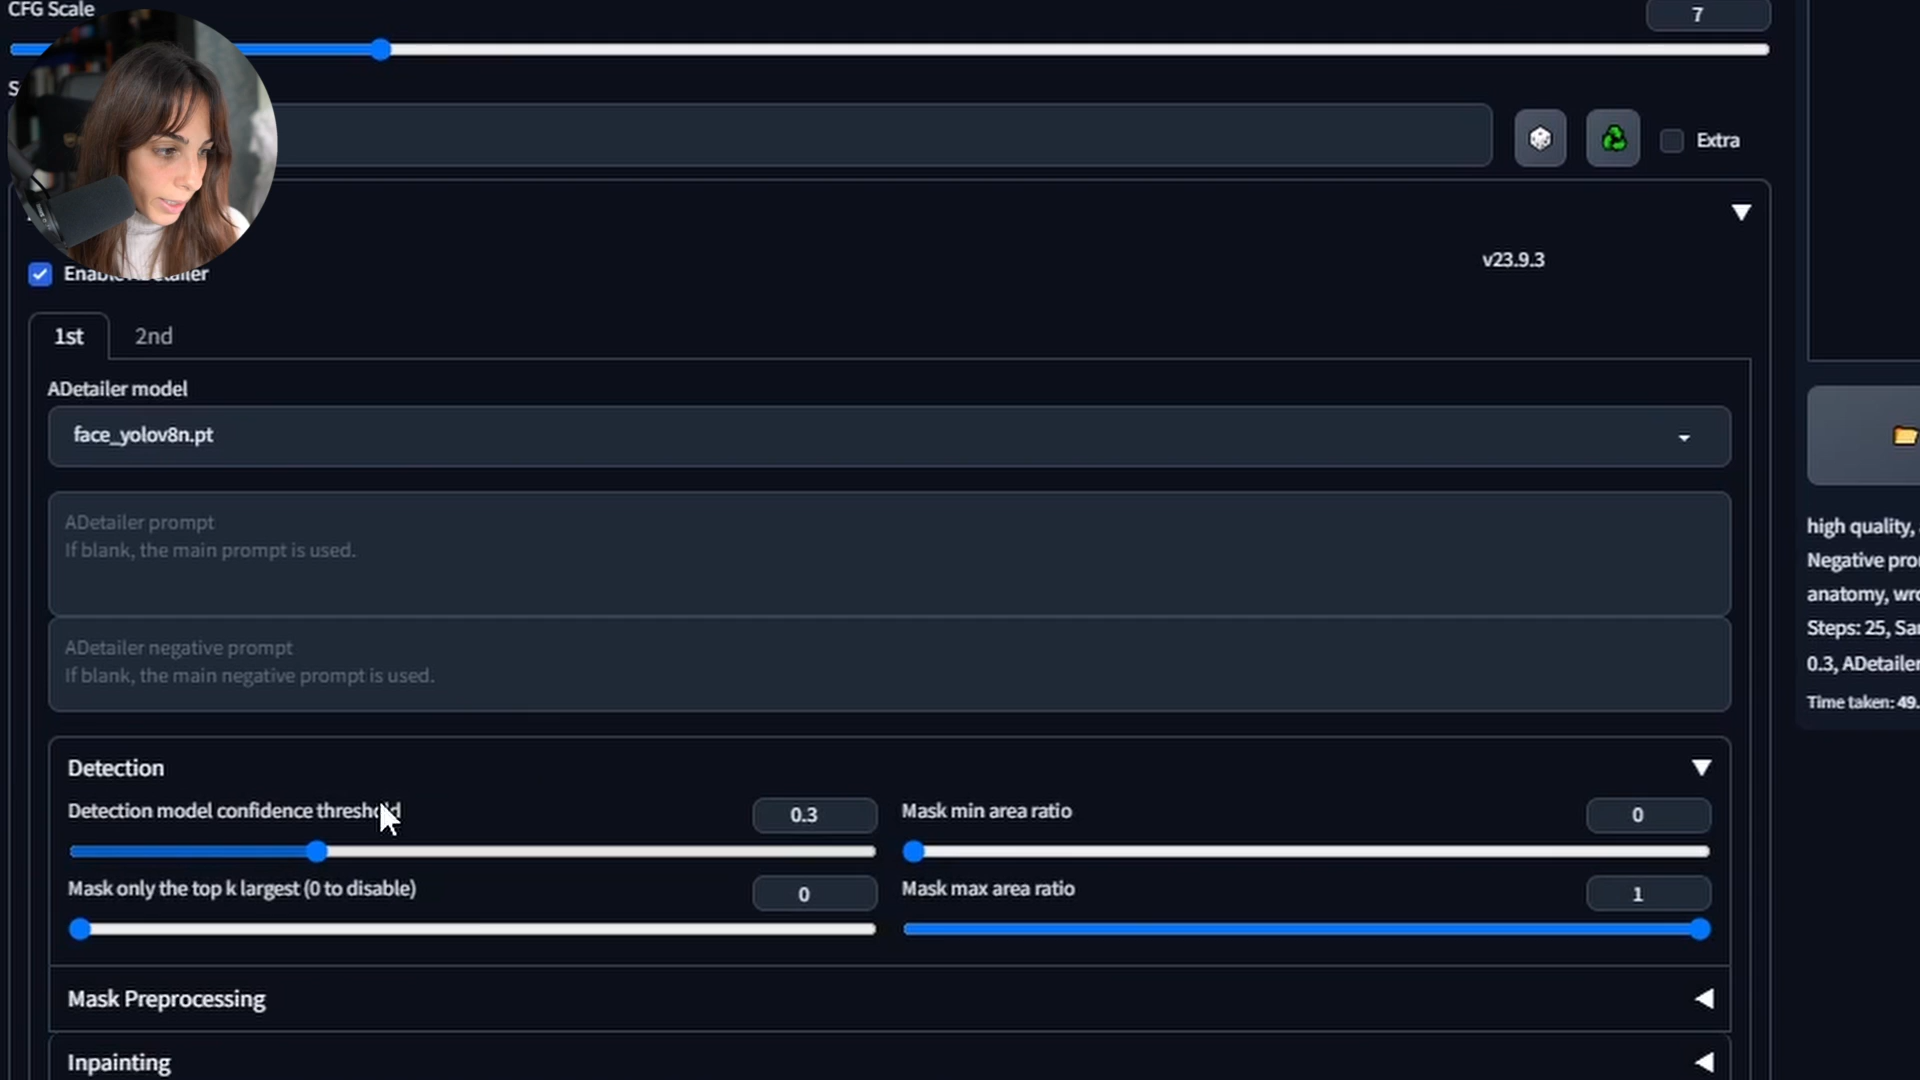 CFG Scale
7
S
Extra
v23.9.3
1st
2nd
ADetailer model
face_yolov8n.pt
ADetailer prompt
If blank, the main prompt is used.
ADetailer negative prompt
If blank, the main negative prompt is used.
Detection
Detection model confidence threshold
0.3
Mask min area ratio
0
Mask only the top k largest (0 to disable)
0
Mask max area ratio
1
Mask Preprocessing
Inpainting
high quality,
Negative pro
anatomy, wro
Steps: 25, Sa
0.3, ADetailer
Time taken: 49.